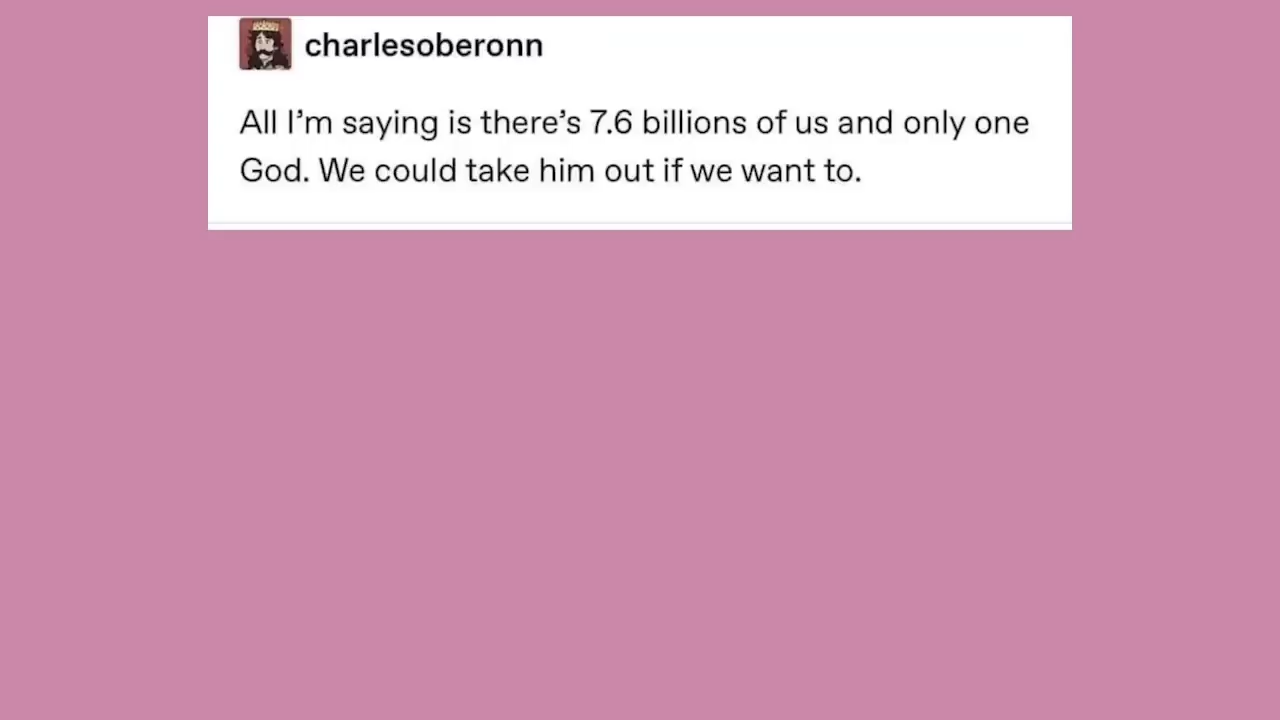 charlesoberonn
All I’m saying is there’s 7.6 billions of us and only one
God. We could take him out if we want to.